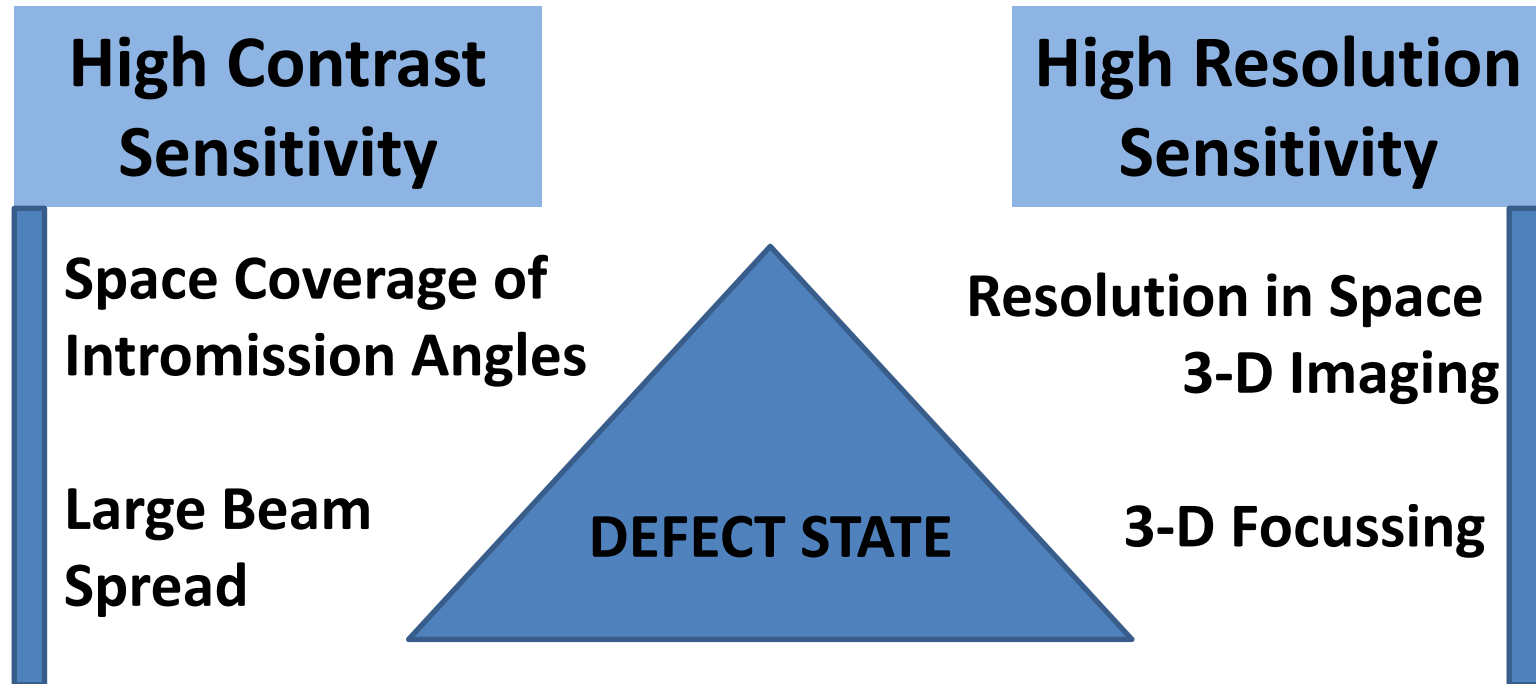 High Contrast
Sensitivity
High Resolution
Sensitivity
Space Coverage of
Intromission Angles
Large Beam
Spread
Resolution in Space
3-D Imaging
3-D Focussing
DEFECT STATE